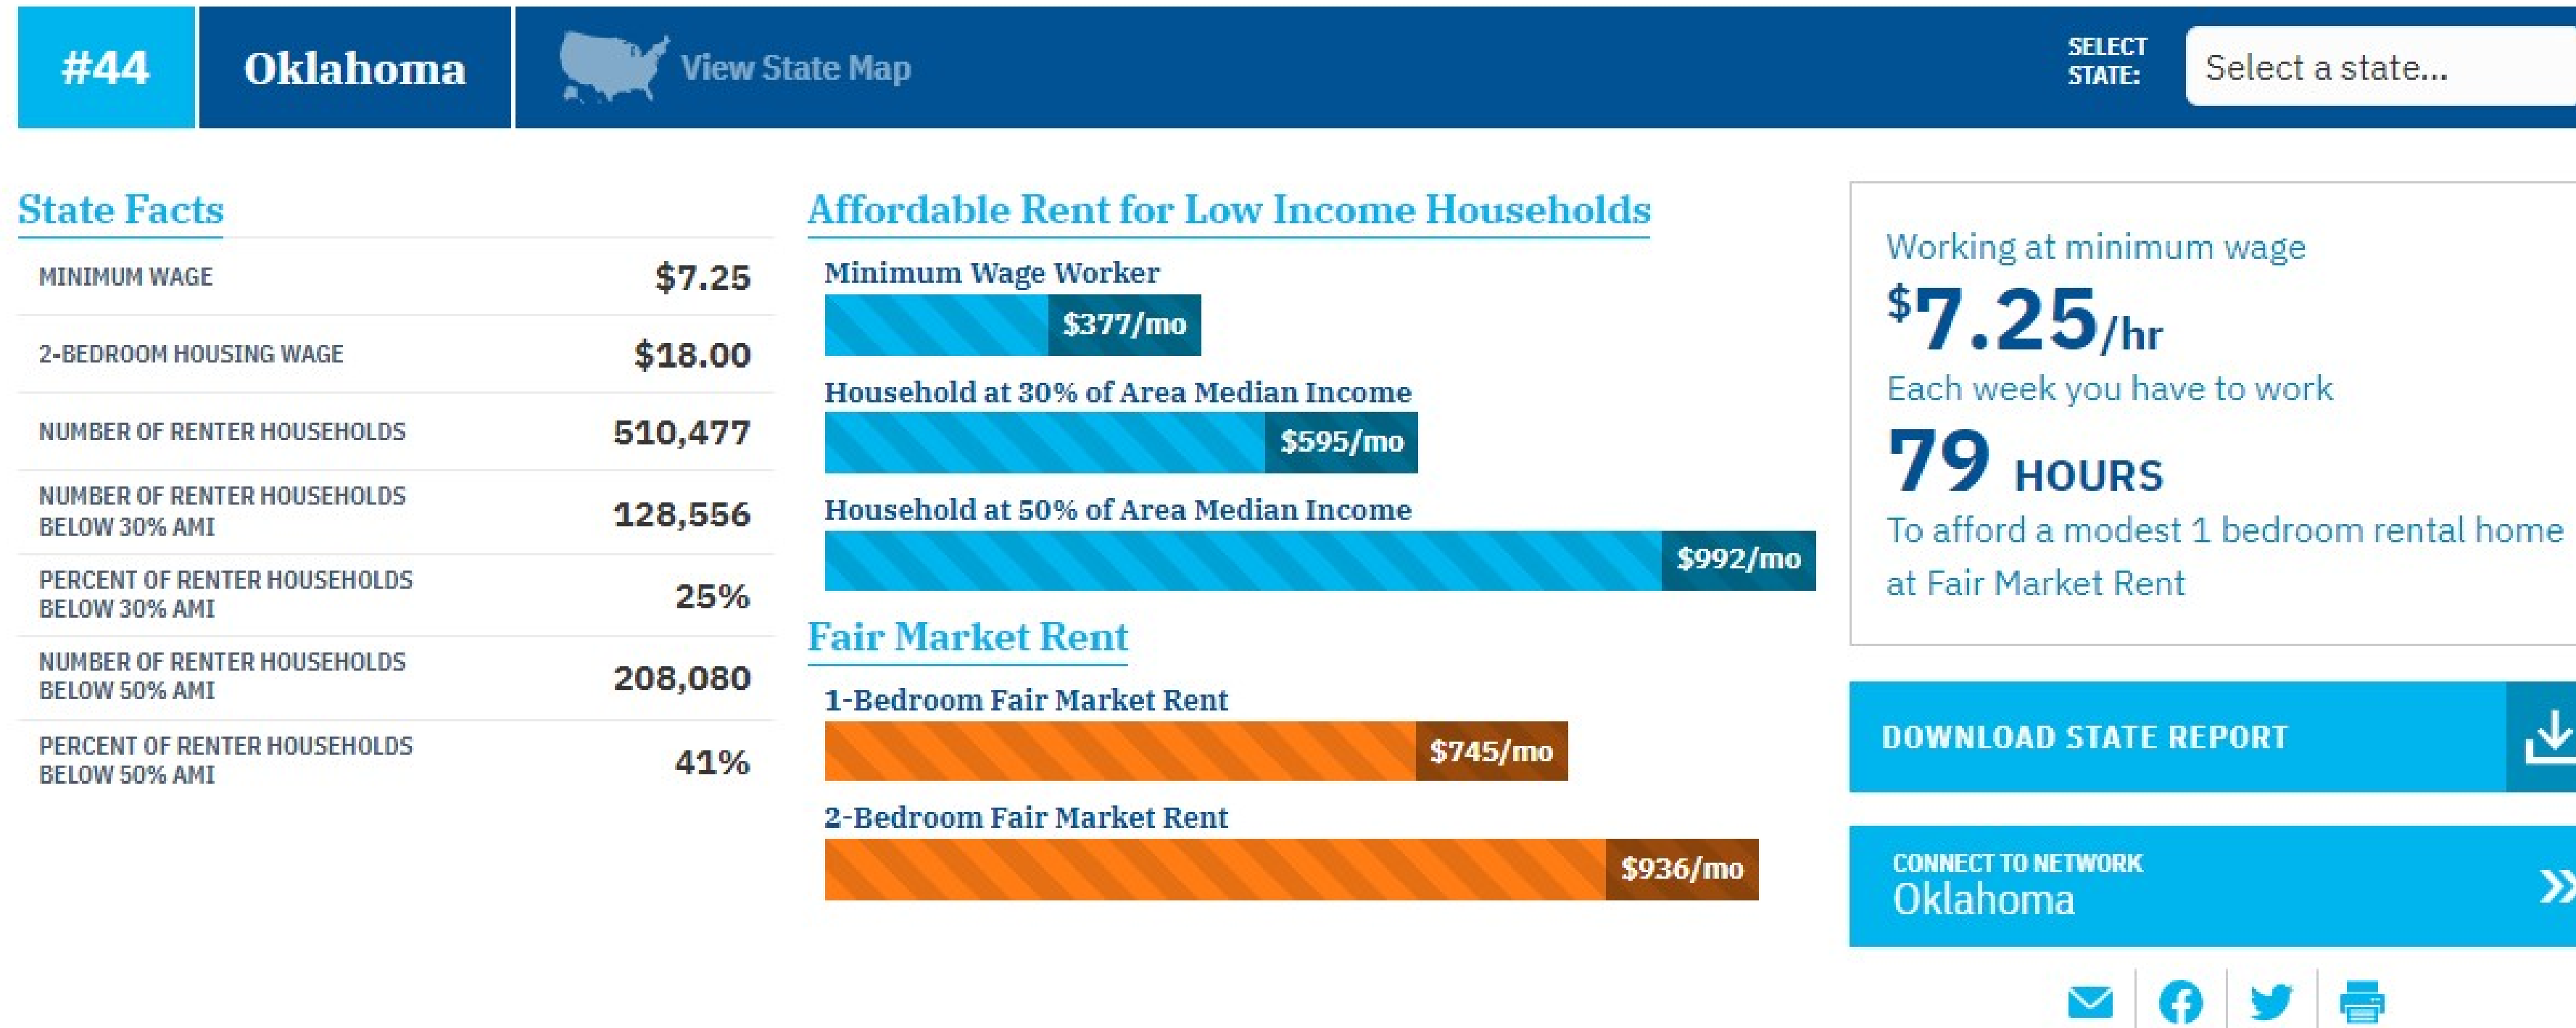 #44
Oklahoma
View State Map
SELECT
STATE:
Select a state...
State Facts
MINIMUM WAGE
$7.25
2-BEDROOM HOUSING WAGE
$18.00
NUMBER OF RENTER HOUSEHOLDS
510,477
NUMBER OF RENTER HOUSEHOLDS
BELOW 30% AMI
128,556
PERCENT OF RENTER HOUSEHOLDS
BELOW 30% AMI
25%
NUMBER OF RENTER HOUSEHOLDS
BELOW 50% AMI
208,080
PERCENT OF RENTER HOUSEHOLDS
BELOW 50% AMI
41%
Affordable Rent for Low Income Households
Minimum Wage Worker
$377/mo
Household at 30% of Area Median Income
$595/mo
Household at 50% of Area Median Income
$992/mo
Fair Market Rent
1-Bedroom Fair Market Rent
$745/mo
2-Bedroom Fair Market Rent
$936/mo
Working at minimum wage
$7.25/hr
Each week you have to work
79 HOURS
To afford a modest 1 bedroom rental home
at Fair Market Rent
DOWNLOAD STATE REPORT
CONNECT TO NETWORK
Oklahoma